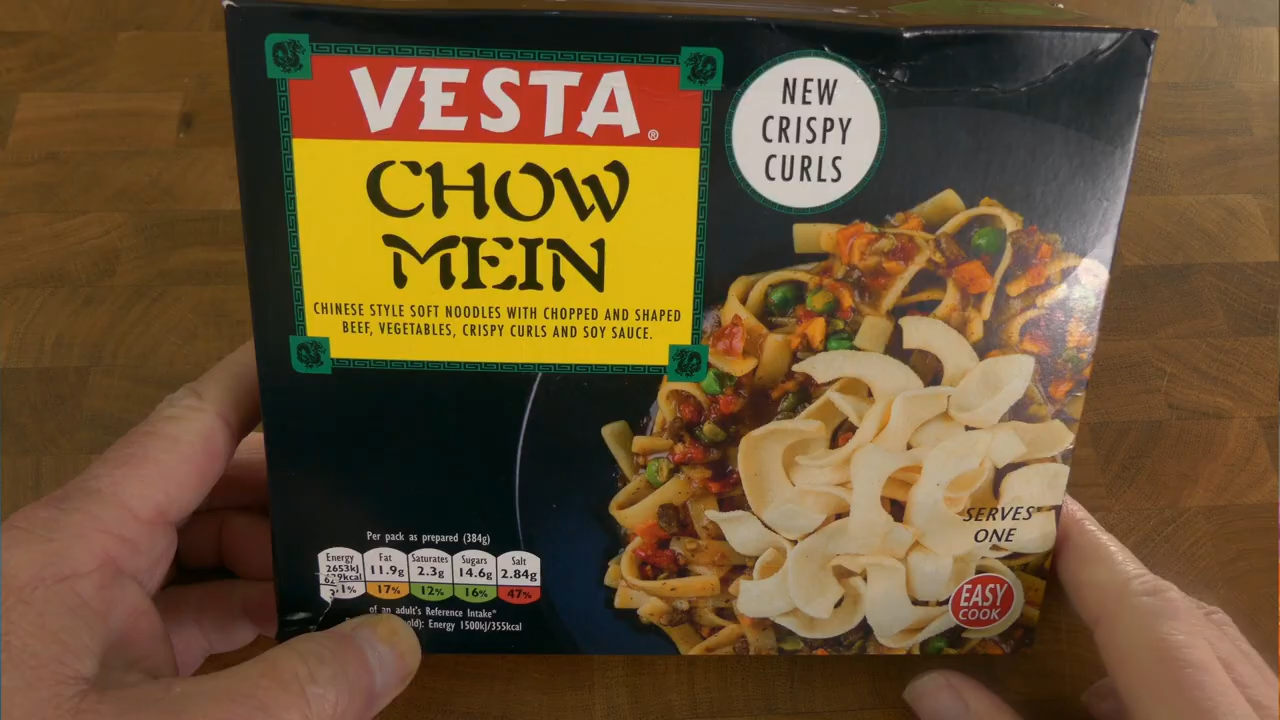 VESTA®
CHOW
MEIN
CHINESE STYLE SOFT NOODLES WITH CHOPPED AND SHAPED
BEEF, VEGETABLES, CRISPY CURLS AND SOY SAUCE.
NEW
CRISPY
CURLS
SERVES
ONE
EASY
COOK
Per pack as prepared (384g)
Energy Fat Saturates Sugars Salt
2653kJ 11.9g 2.3g 14.6g 2.84g
17% 12% 16% 47%
of an adult's Reference Intake*
Energy 1500kJ/355kcal